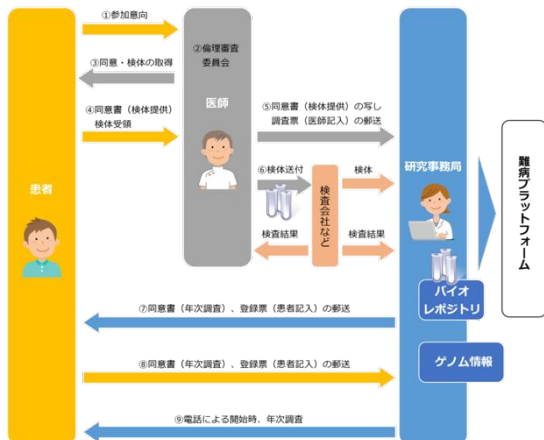 ①参加意向
②倫理審査
委員会
③同意・検体の取得
医師
④同意書（検体提供）
検体受領
⑤同意書（検体提供）の写し
調査票（医師記入）の郵送
患者
⑥検体送付
検査会社など
検体
研究事務局
検査結果
検査結果
難病プラットフォーム
バイオ
レポジトリ
⑦同意書（年次調査）、登録票（患者記入）の郵送
ゲノム情報
⑧同意書（年次調査）、登録票（患者記入）の郵送
⑨電話による開始時、年次調査